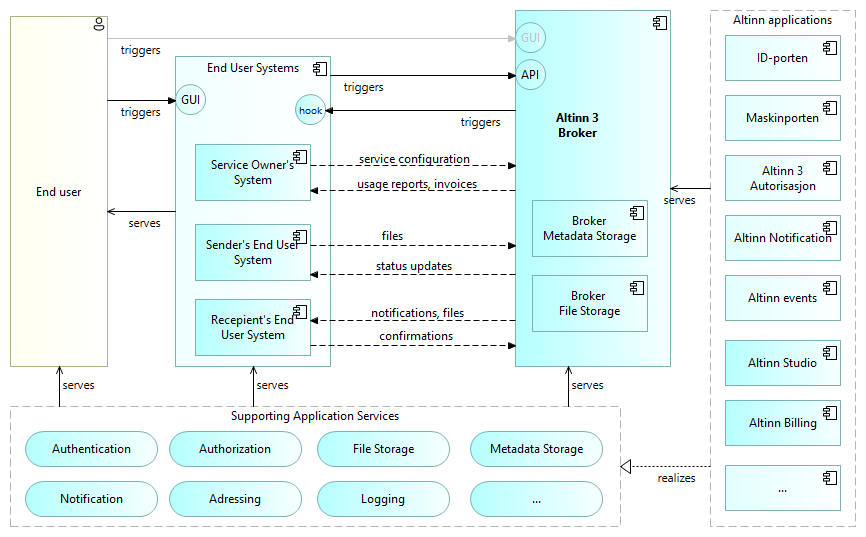 Altinn applications
GUI
triggers
End User Systems
ID-porten
API
triggers
GUI
triggers
hook
triggers
Altinn 3
Broker
Maskinporten
service configuration
Service Owner's
System
usage reports, invoices
Altinn 3
Autorisasjon
End user
serves
serves
Broker
Metadata Storage
Altinn Notification
files
Sender's End User
System
status updates
Broker
File Storage
Altinn events
notifications, files
Recepient's End
User System
confirmations
Altinn Studio
serves
serves
serves
Supporting Application Services
Altinn Billing
Authentication
Authorization
File Storage
Metadata Storage
realizes
Notification
Adressing
Logging
...
...